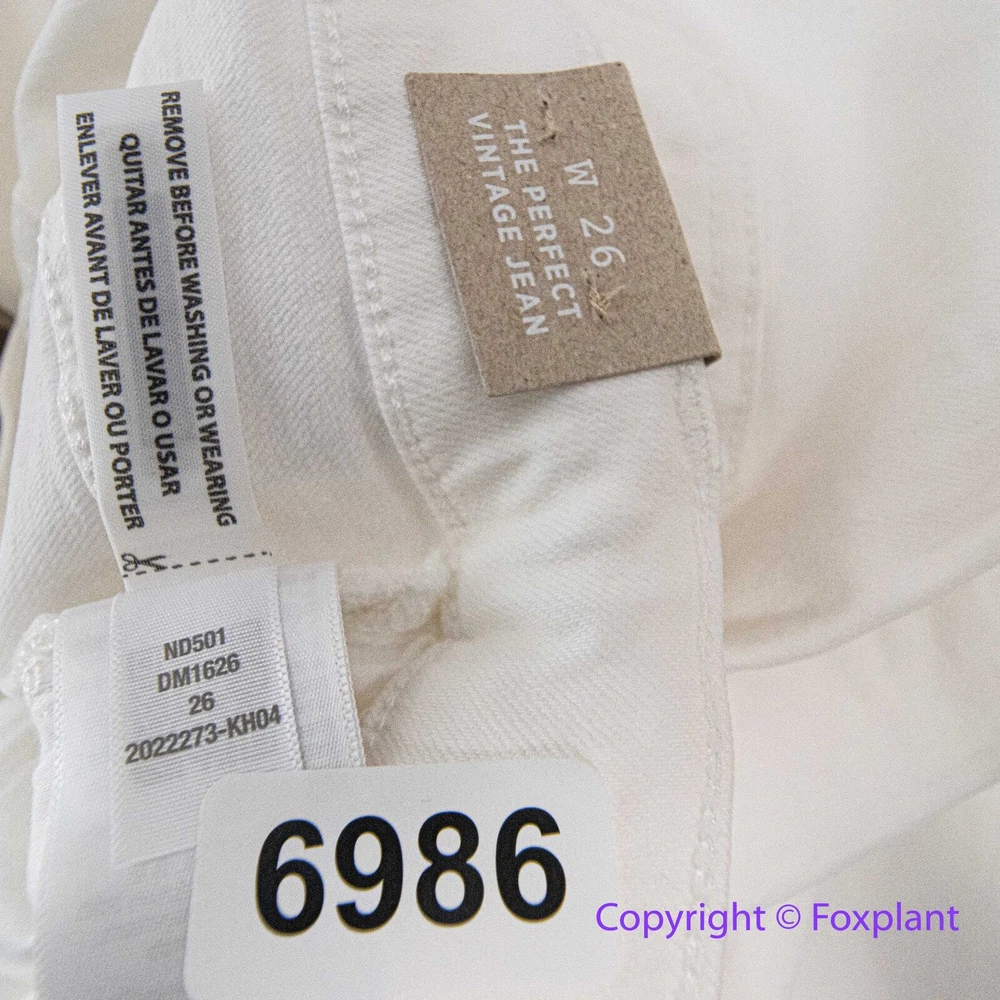 REMOVE BEFORE WASHING OR WEARING
QUITAR ANTES DE LAVAR O USAR
ENLEVER AVANT DE LAVER OU PORTER
W 26
THE PERFECT
VINTAGE JEAN
ND501
DM1626
26
2022273-KH04
6986
Copyright © Foxplant